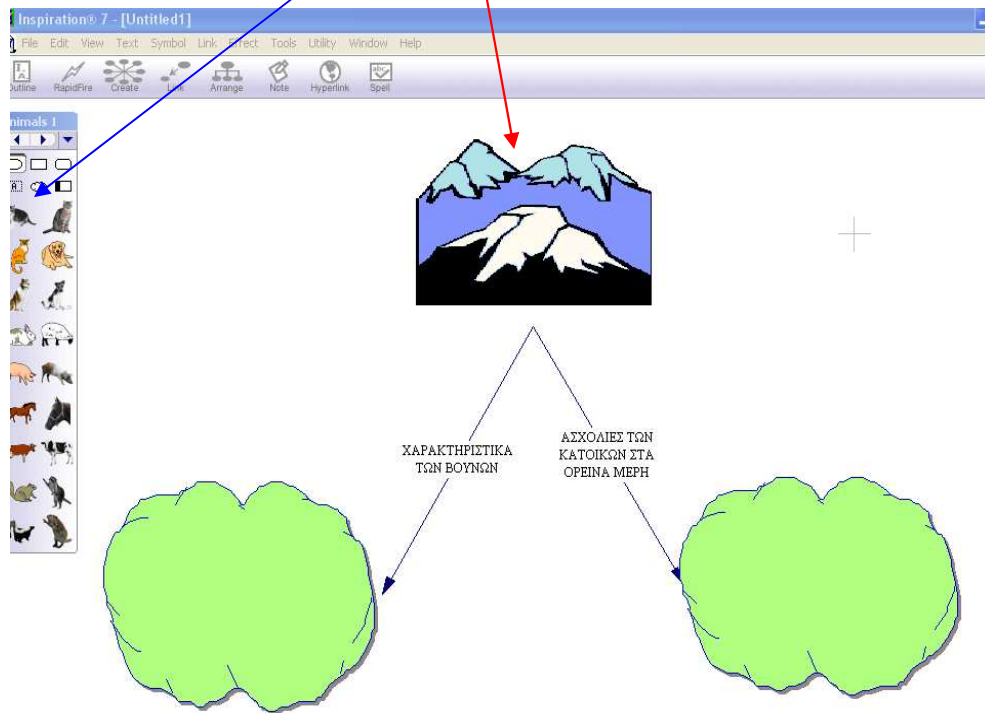 Inspiration® 7 - [Untitled1]
File Edit View Text Symbol Link Effect Tools Utility Window Help
Outline RapidFire Create Link Arrange Note Hyperlink Spell
nimals 1
ΧΑΡΑΚΤΗΡΙΣΤΙΚΑ
ΤΩΝ ΒΟΥΝΩΝ
ΑΣΧΟΛΙΕΣ ΤΩΝ
ΚΑΤΟΙΚΩΝ ΣΤΑ
ΟΡΕΙΝΑ ΜΕΡΗ